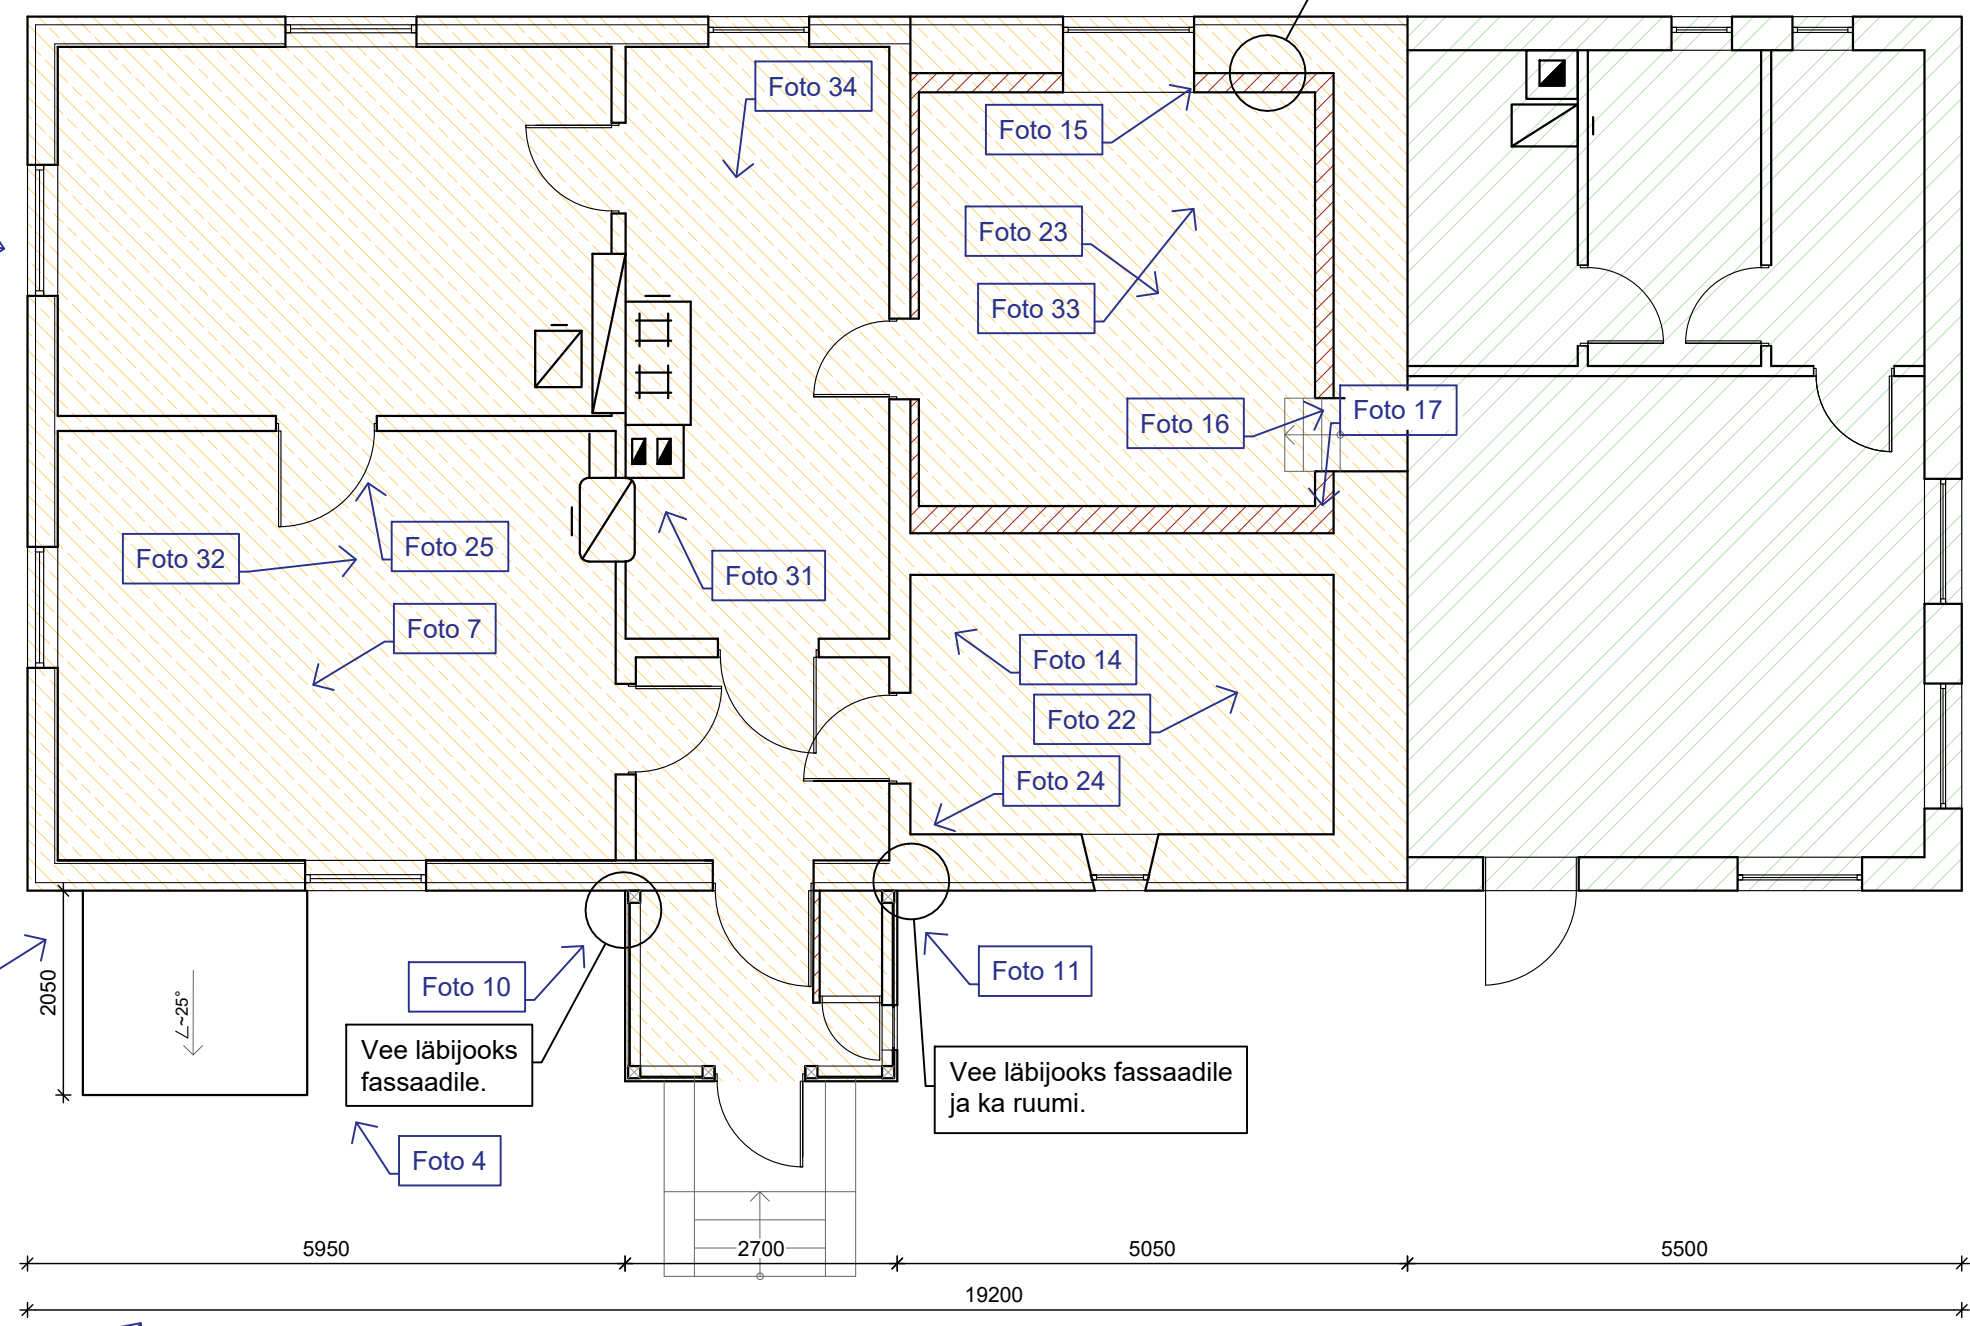 Foto 34
Foto 15
Foto 23
Foto 33
Foto 16
Foto 17
Foto 32
Foto 25
Foto 31
Foto 7
Foto 14
Foto 22
Foto 24
Foto 10
Foto 11
2050
∠~25°
Vee läbijooks
fassaadile.
Vee läbijooks fassaadile
ja ka ruumi.
Foto 4
5950
2700
5050
5500
19200